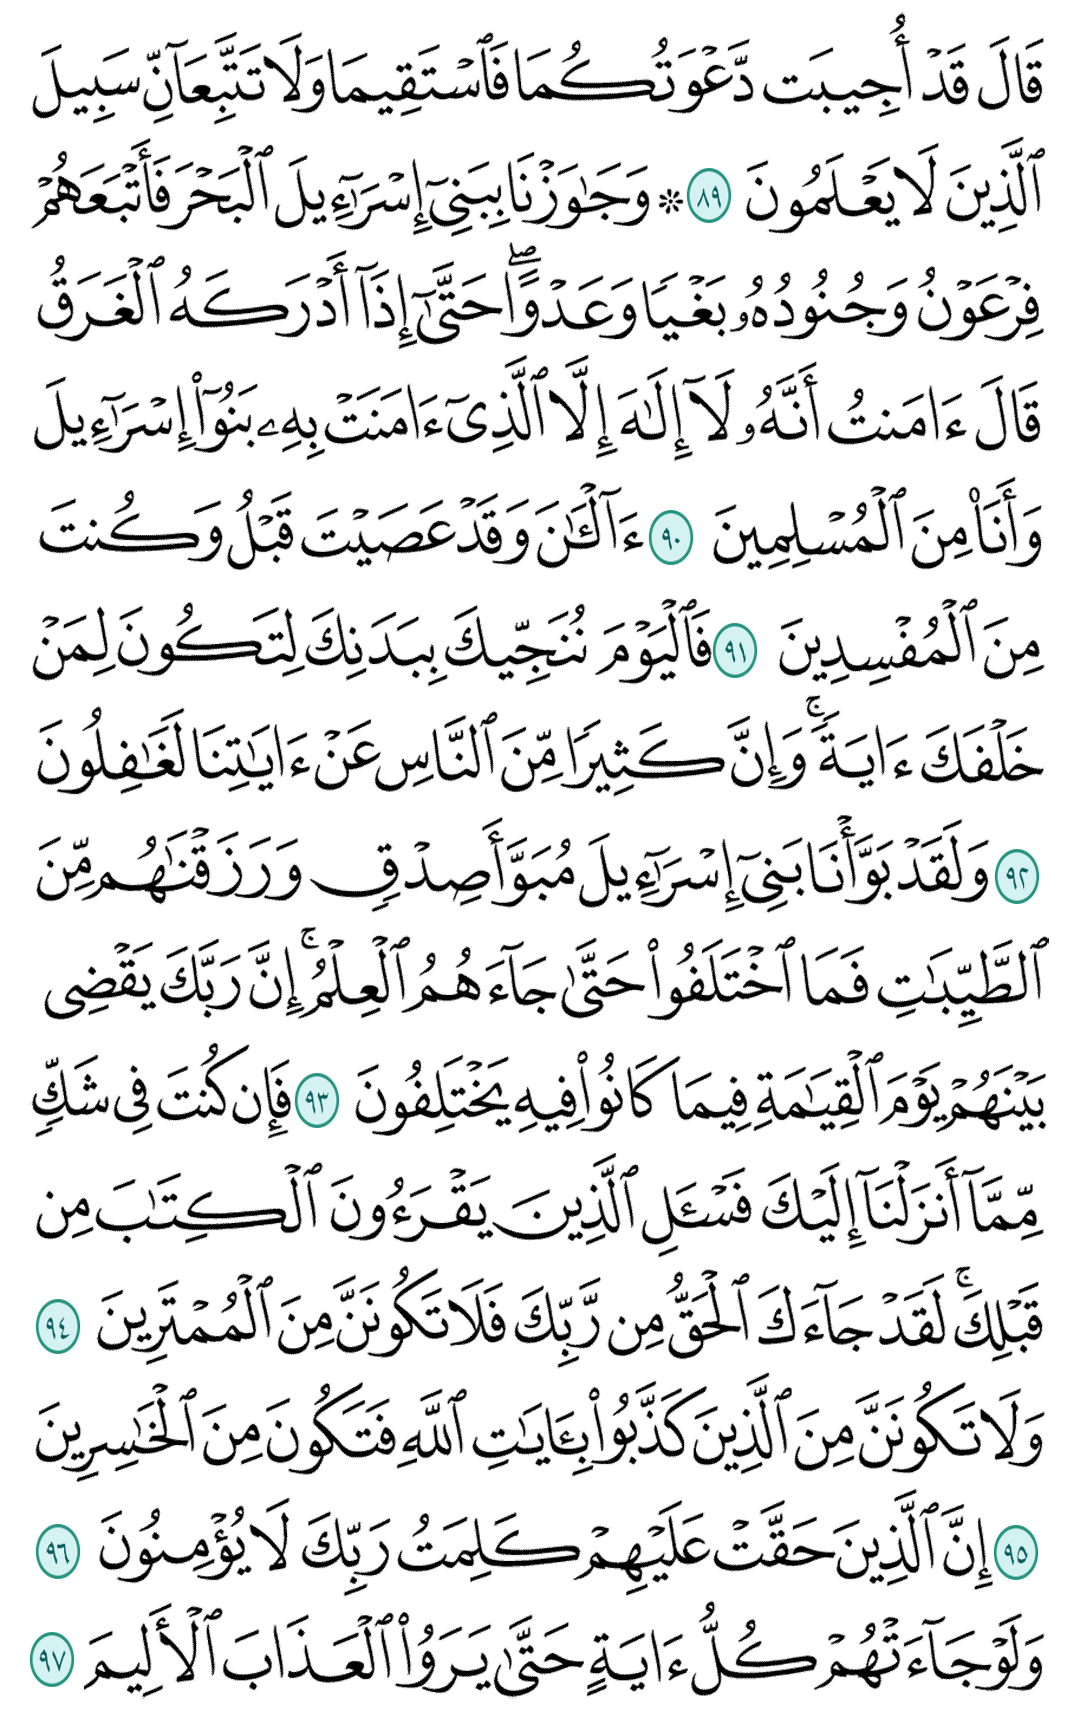 قَالَ قَدۡ أُجِيبَت دَّعۡوَتُكُمَا فَٱسۡتَقِيمَا وَلَا تَتَّبِعَآنِّ سَبِيلَ
ٱلَّذِينَ لَا يَعۡلَمُونَ ٨٩ ۞ وَجَٰوَزۡنَا بِبَنِيٓ إِسۡرَٰٓءِيلَ ٱلۡبَحۡرَ فَأَتۡبَعَهُمۡ
فِرۡعَوۡنُ وَجُنُودُهُۥ بَغۡيٗا وَعَدۡوًاۖ حَتَّىٰٓ إِذَآ أَدۡرَكَهُ ٱلۡغَرَقُ
قَالَ ءَامَنتُ أَنَّهُۥ لَآ إِلَٰهَ إِلَّا ٱلَّذِيٓ ءَامَنَتۡ بِهِۦ بَنُوٓاْ إِسۡرَٰٓءِيلَ
وَأَنَا۠ مِنَ ٱلۡمُسۡلِمِينَ ٩٠ ءَآلۡـَٰٔنَ وَقَدۡ عَصَيۡتَ قَبۡلُ وَكُنتَ
مِنَ ٱلۡمُفۡسِدِينَ ٩١ فَٱلۡيَوۡمَ نُنَجِّيكَ بِبَدَنِكَ لِتَكُونَ لِمَنۡ
خَلۡفَكَ ءَايَةٗۚ وَإِنَّ كَثِيرٗا مِّنَ ٱلنَّاسِ عَنۡ ءَايَٰتِنَا لَغَٰفِلُونَ
٩٢ وَلَقَدۡ بَوَّأۡنَا بَنِيٓ إِسۡرَٰٓءِيلَ مُبَوَّأَ صِدۡقٖ وَرَزَقۡنَٰهُم مِّنَ
ٱلطَّيِّبَٰتِ فَمَا ٱخۡتَلَفُواْ حَتَّىٰ جَآءَهُمُ ٱلۡعِلۡمُۚ إِنَّ رَبَّكَ يَقۡضِي
بَيۡنَهُمۡ يَوۡمَ ٱلۡقِيَٰمَةِ فِيمَا كَانُواْ فِيهِ يَخۡتَلِفُونَ ٩٣ فَإِن كُنتَ فِي شَكّٖ
مِّمَّآ أَنزَلۡنَآ إِلَيۡكَ فَسۡـَٔلِ ٱلَّذِينَ يَقۡرَءُونَ ٱلۡكِتَٰبَ مِن
قَبۡلِكَۚ لَقَدۡ جَآءَكَ ٱلۡحَقُّ مِن رَّبِّكَ فَلَا تَكُونَنَّ مِنَ ٱلۡمُمۡتَرِينَ ٩٤
وَلَا تَكُونَنَّ مِنَ ٱلَّذِينَ كَذَّبُواْ بِـَٔايَٰتِ ٱللَّهِ فَتَكُونَ مِنَ ٱلۡخَٰسِرِينَ
٩٥ إِنَّ ٱلَّذِينَ حَقَّتۡ عَلَيۡهِمۡ كَلِمَتُ رَبِّكَ لَا يُؤۡمِنُونَ ٩٦
وَلَوۡ جَآءَتۡهُمۡ كُلُّ ءَايَةٍ حَتَّىٰ يَرَوُاْ ٱلۡعَذَابَ ٱلۡأَلِيمَ ٩٧